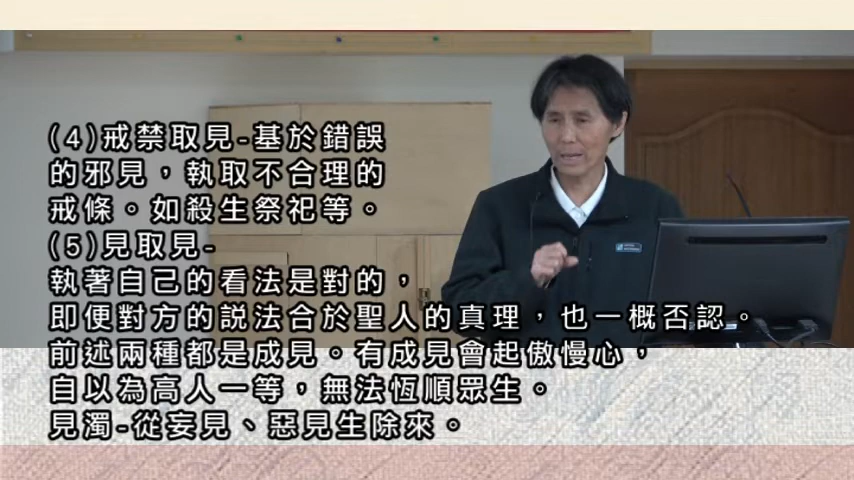 (4)戒禁取見-基於錯誤
的邪見，執取不合理的
戒條。如殺生祭祀等。
(5)見取見-
執著自己的看法是對的，
即便對方的說法合於聖人的真理，也一概否認。
前述兩種都是成見。有成見會起傲慢心，
自以為高人一等，無法恆順眾生。
見濁-從妄見、惡見生除來。